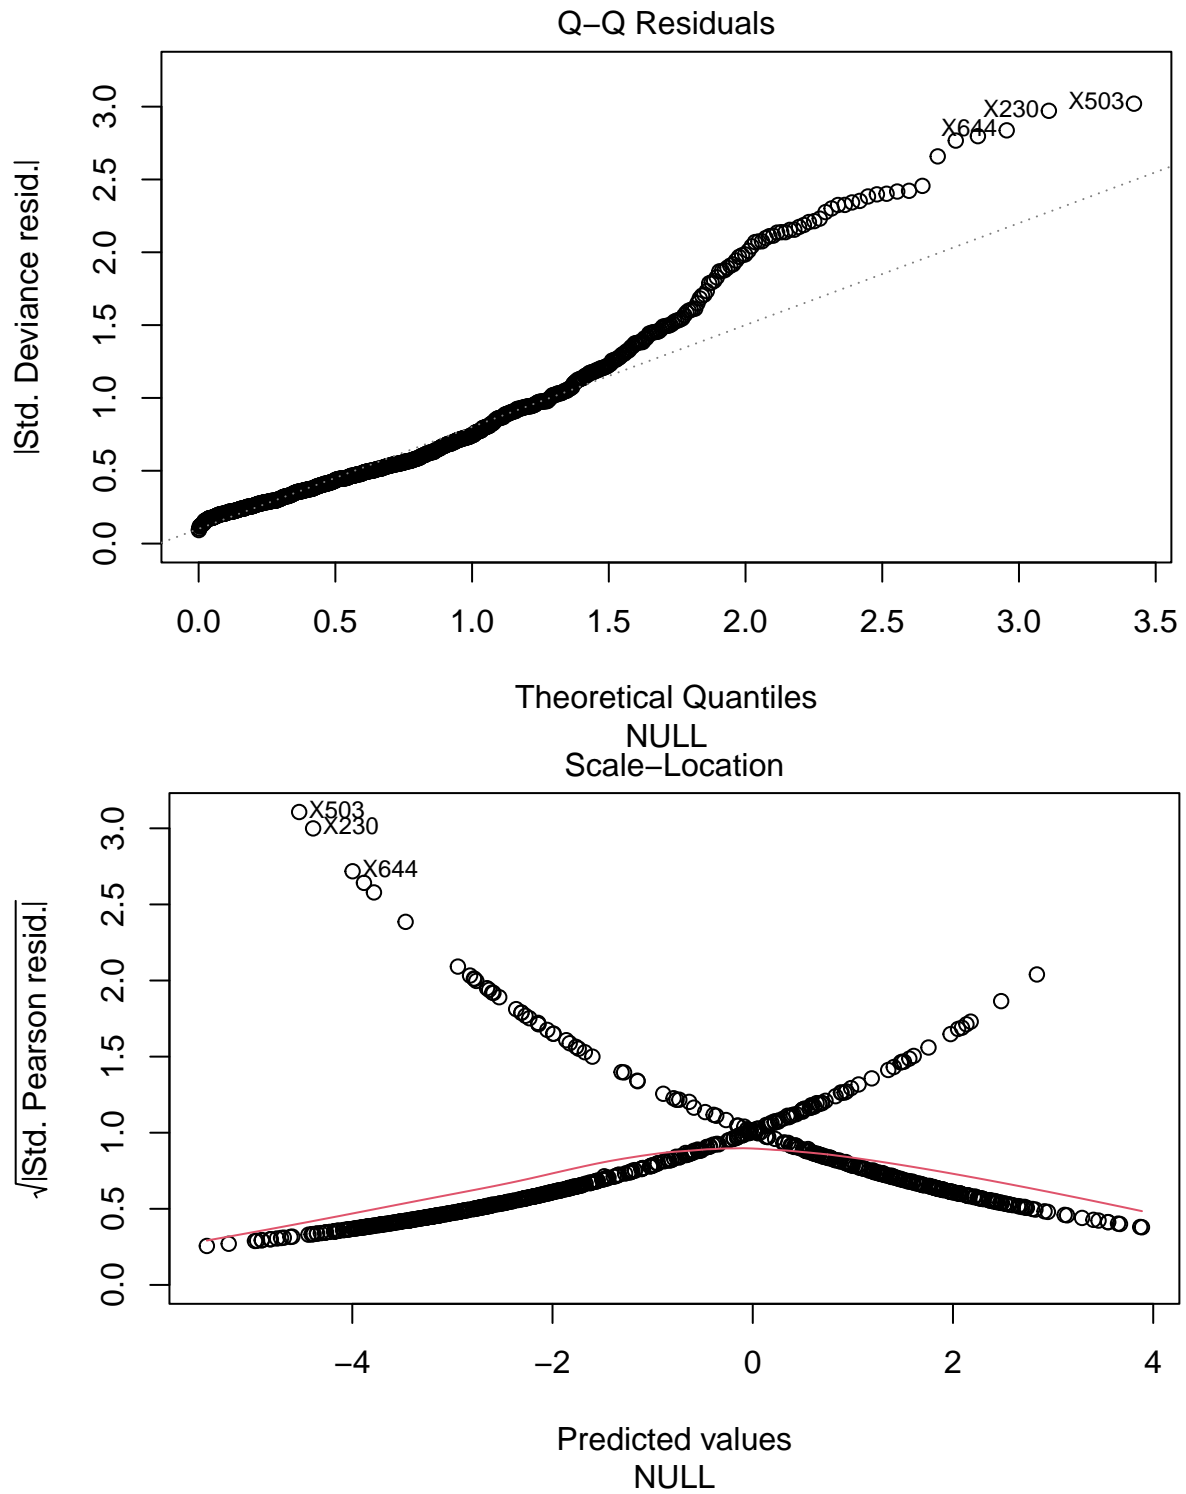 Q−Q Residuals
|Std. Deviance resid.|
3.0
2.5
2.0
1.5
1.0
0.5
0.0
X644
X230
X503
0.0 0.5 1.0 1.5 2.0 2.5 3.0 3.5
Theoretical Quantiles
NULL
Scale−Location
√|Std. Pearson resid.|
3.0
2.5
2.0
1.5
1.0
0.5
0.0
X503
X230
X644
−4 −2 0 2 4
Predicted values
NULL